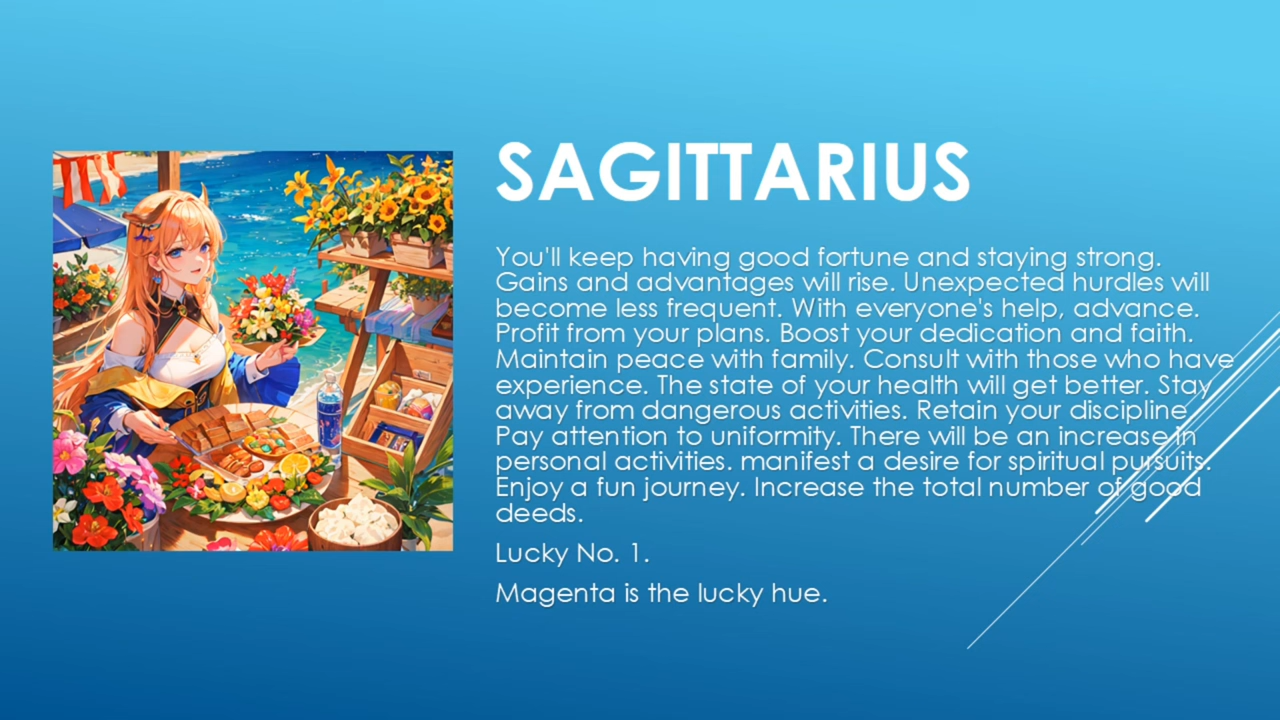 SAGITTARIUS
You'll keep having good fortune and staying strong.
Gains and advantages will rise. Unexpected hurdles will
become less frequent. With everyone's help, advance.
Profit from your plans. Boost your dedication and faith.
Maintain peace with family. Consult with those who have
experience. The state of your health will get better. Stay
away from dangerous activities. Retain your discipline.
Pay attention to uniformity. There will be an increase in
personal activities. manifest a desire for spiritual pursuits.
Enjoy a fun journey. Increase the total number of good
deeds.
Lucky No. 1.
Magenta is the lucky hue.